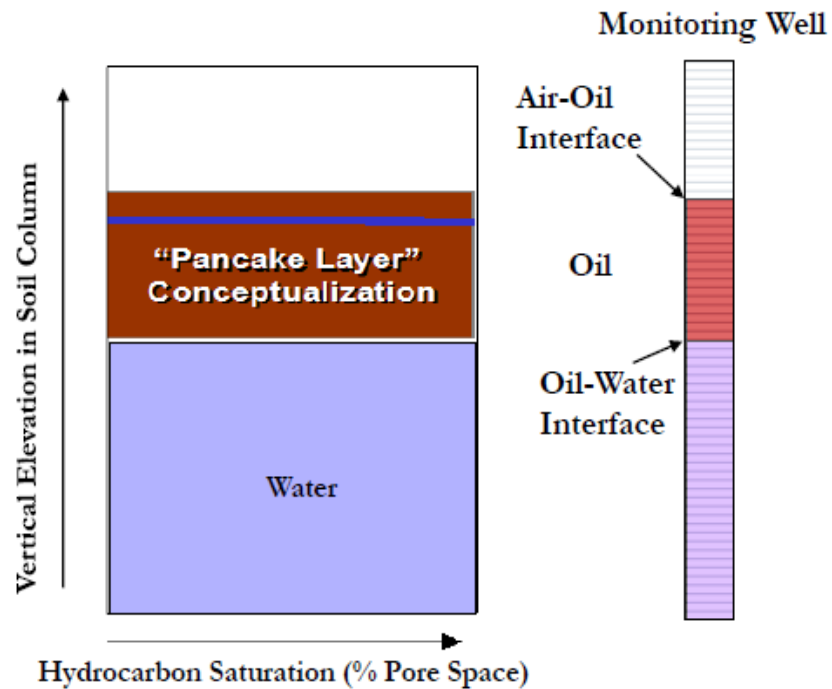 Monitoring Well
Air-Oil
Interface
Vertical Elevation in Soil Column
“Pancake Layer”
Conceptualization
Oil
Oil-Water
Interface
Water
Hydrocarbon Saturation (% Pore Space)